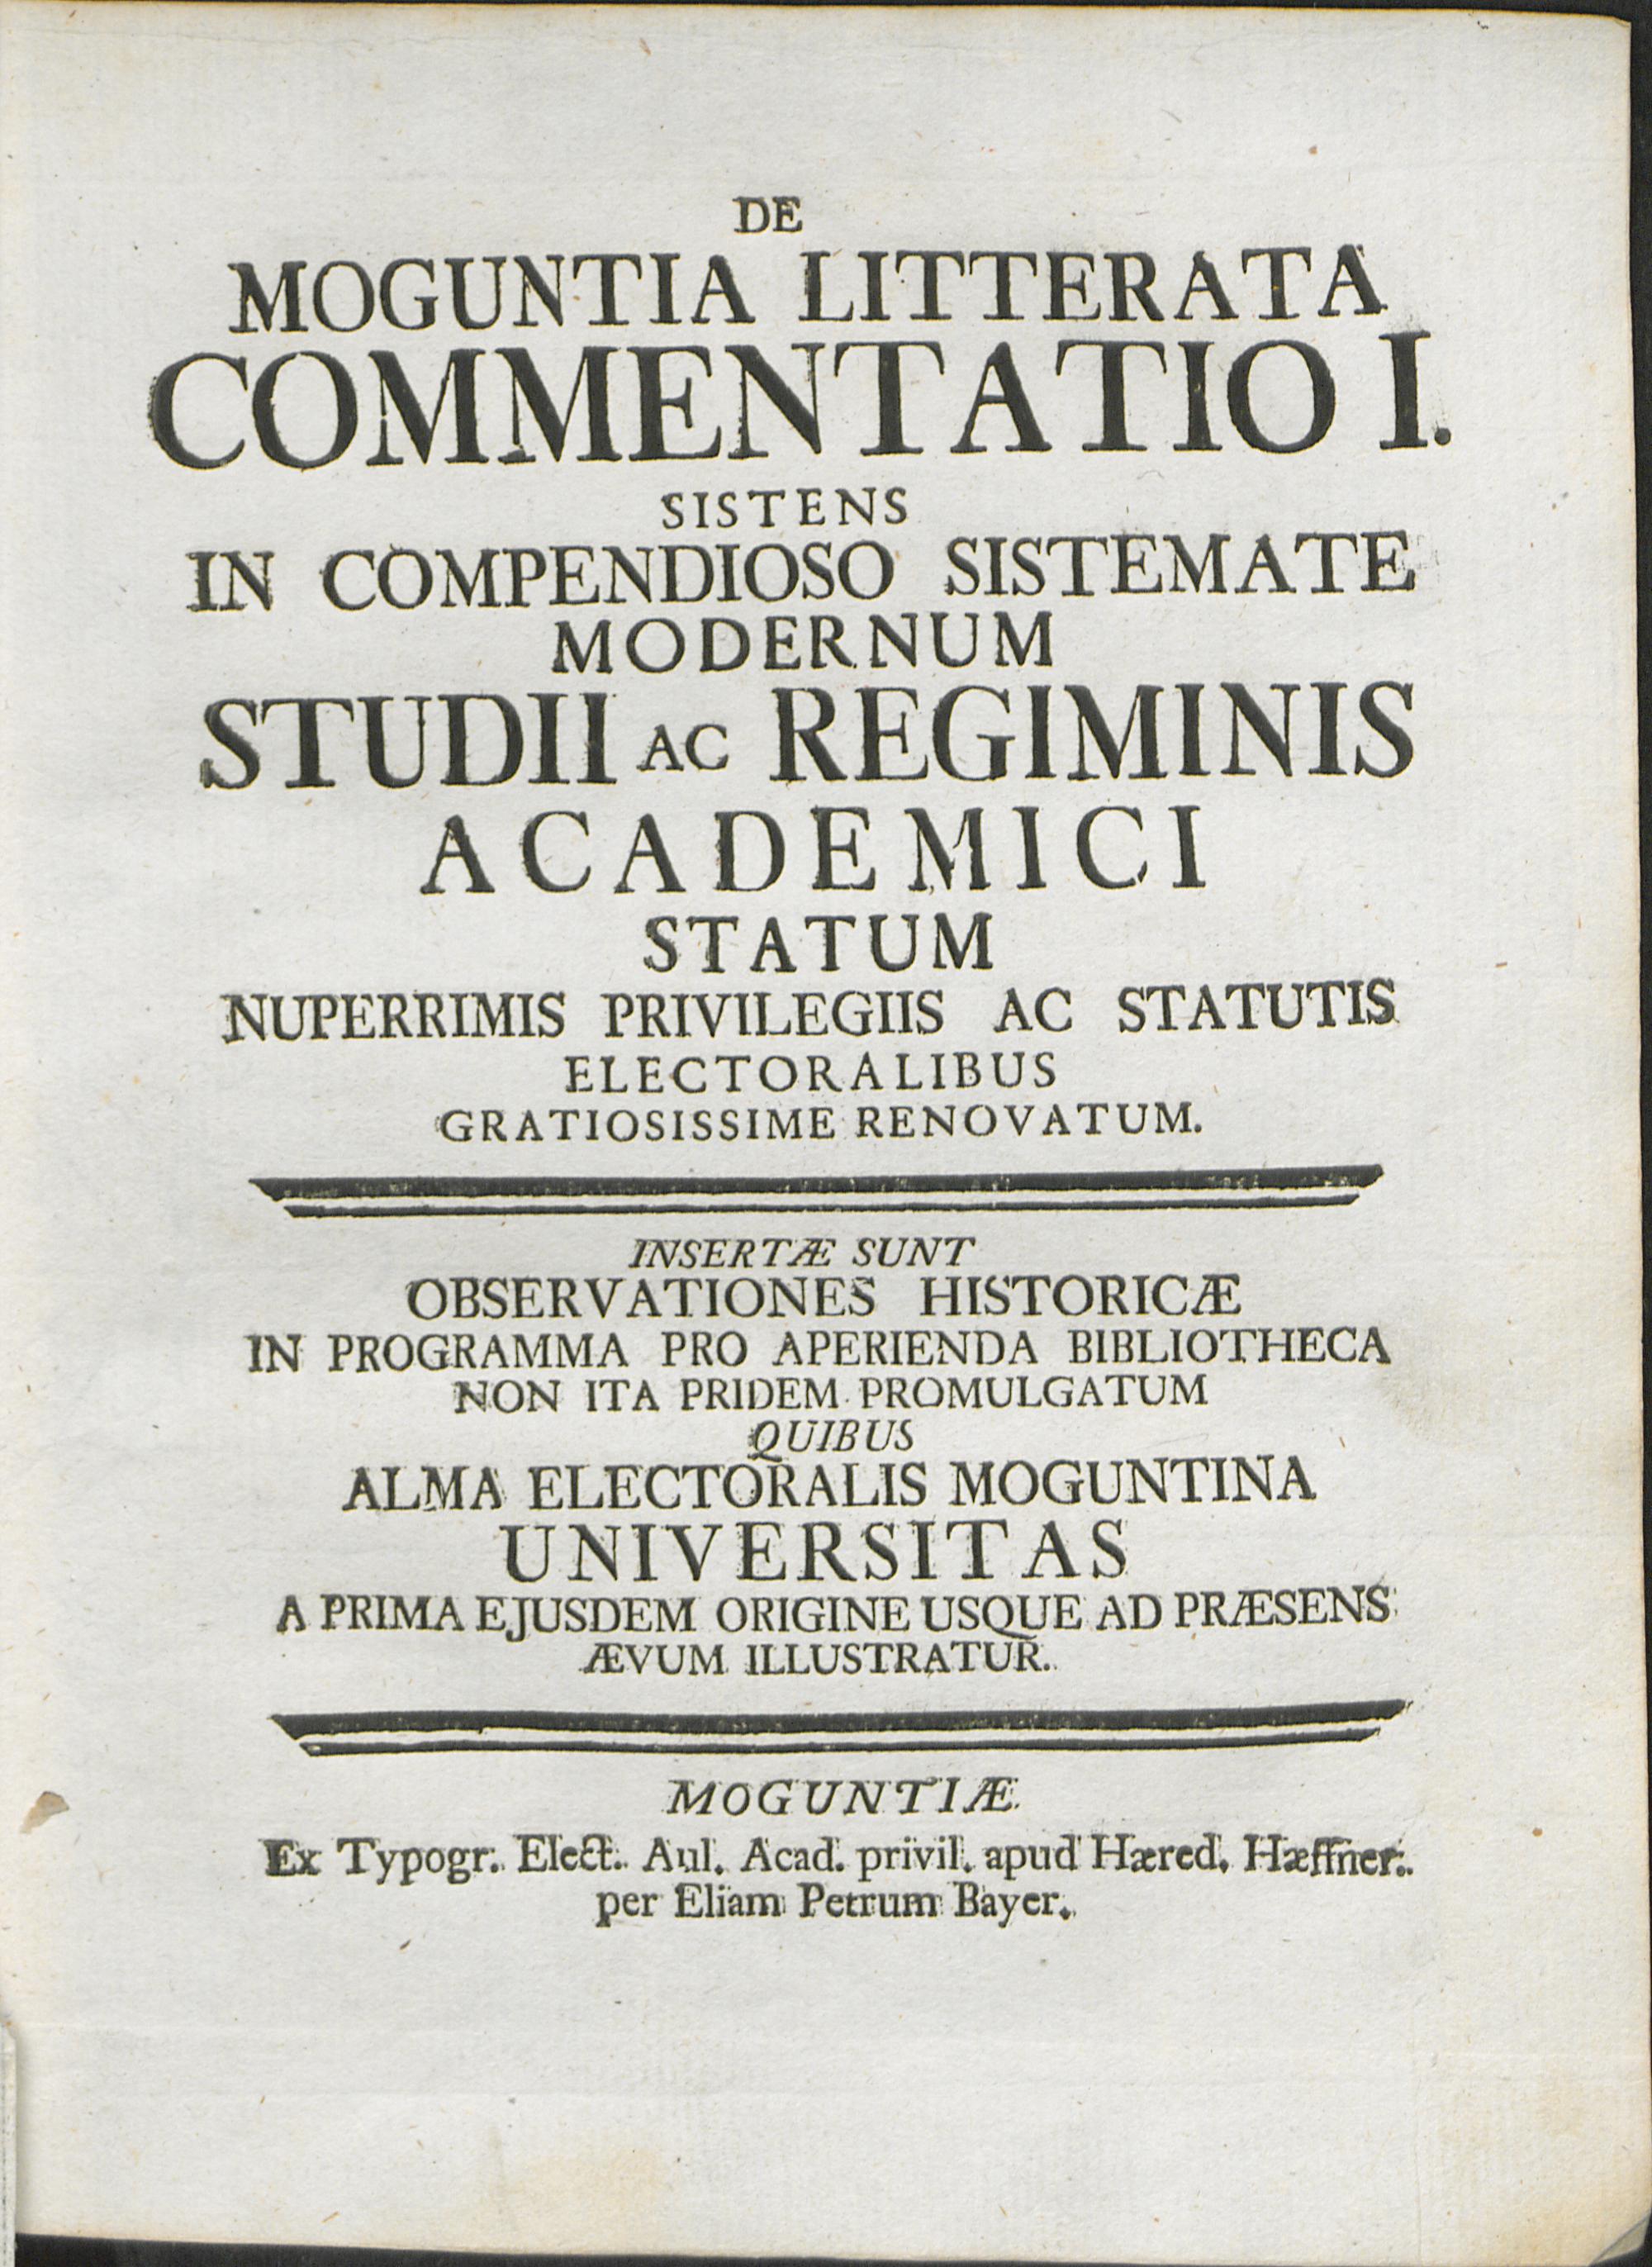 DE
MOGUNTIA LITTERATA
COMMENTATIO I.
SISTENS
IN COMPENDIOSO SISTEMATE
MODERNUM
STUDII AC REGIMINIS
ACADEMICI
STATUM
NUPERRIMIS PRIVILEGIIS AC STATUTIS
ELECTORALIBUS
GRATIOSISSIME RENOVATUM.
INSERTÆ SUNT
OBSERVATIONES HISTORICÆ
IN PROGRAMMA PRO APERIENDA BIBLIOTHECA
NON ITA PRIDEM PROMULGATUM
QUIBUS
ALMA ELECTORALIS MOGUNTINA
UNIVERSITAS
A PRIMA EJUSDEM ORIGINE USQUE AD PRÆSENS
ÆVUM ILLUSTRATUR.
MOGUNTIÆ.
Ex Typogr. Elect. Aul. Acad. privil. apud Hæred. Hæffner.
per Eliam Petrum Bayer.